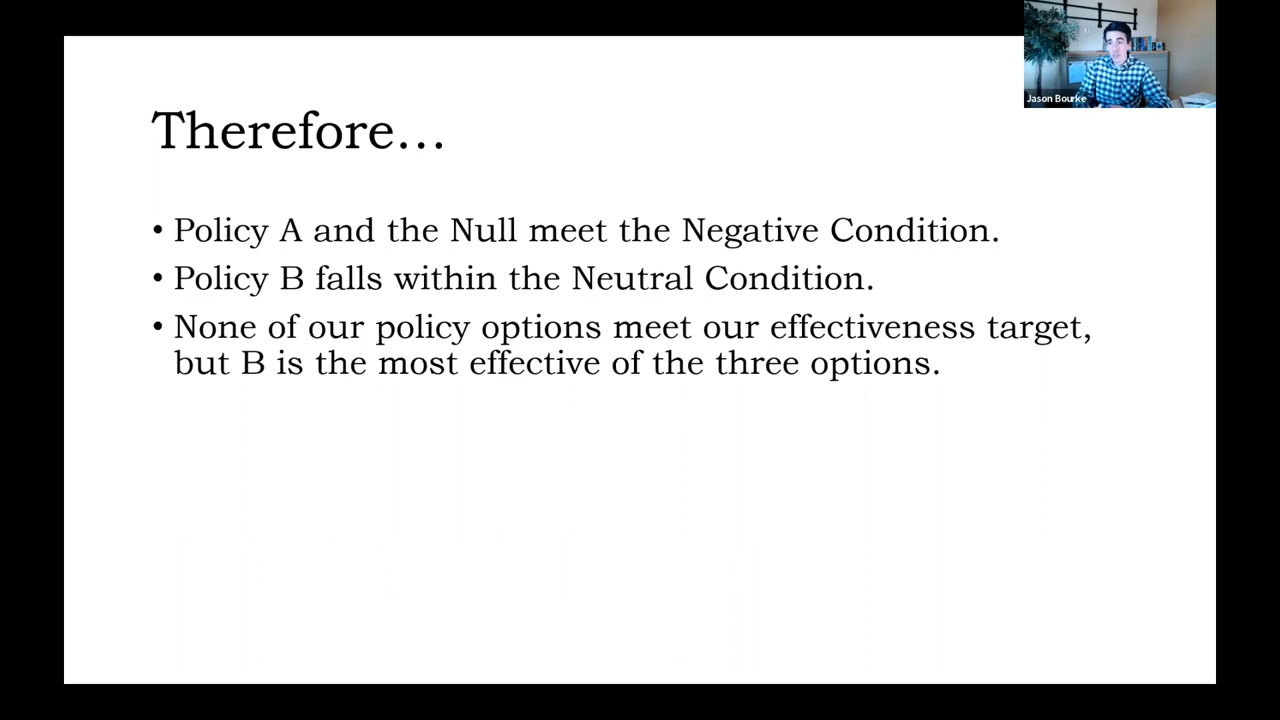 Jason Bourke
Therefore...
• Policy A and the Null meet the Negative Condition.
• Policy B falls within the Neutral Condition.
• None of our policy options meet our effectiveness target,
but B is the most effective of the three options.